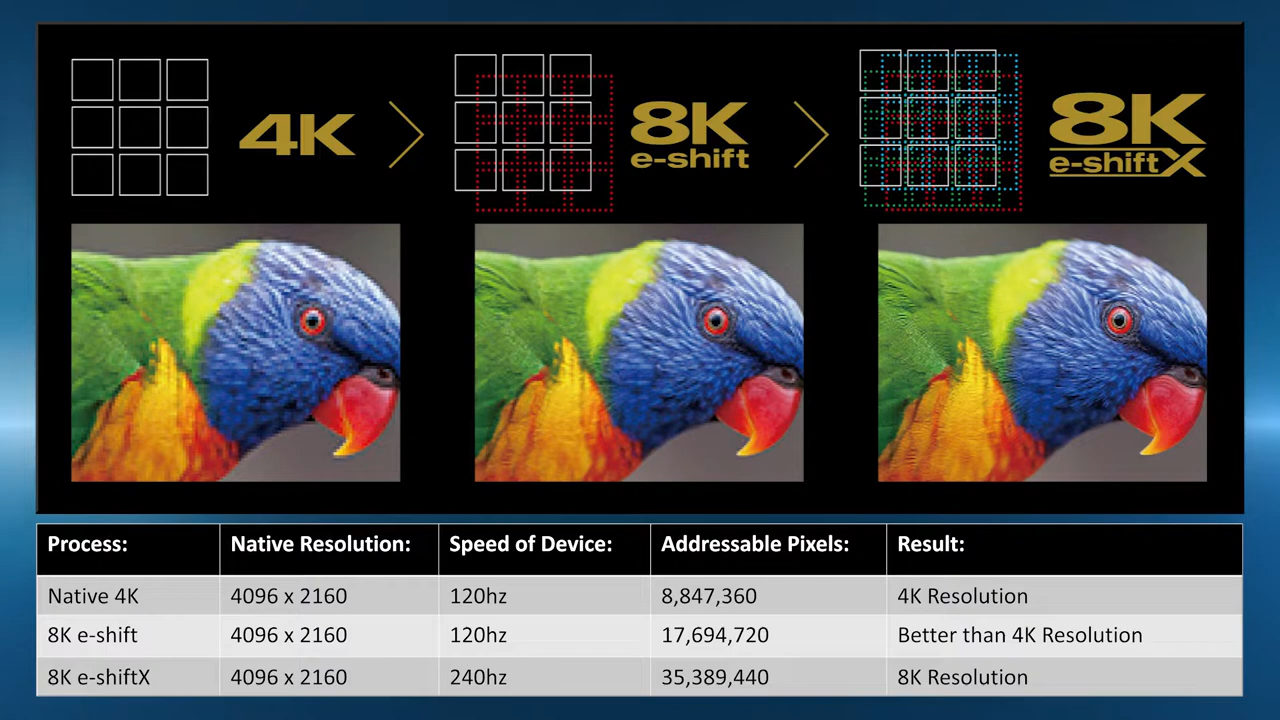 4K
8K
e-shift
8K
e-shiftX
Process: Native Resolution: Speed of Device: Addressable Pixels: Result:
Native 4K 4096 x 2160 120hz 8,847,360 4K Resolution
8K e-shift 4096 x 2160 120hz 17,694,720 Better than 4K Resolution
8K e-shiftX 4096 x 2160 240hz 35,389,440 8K Resolution